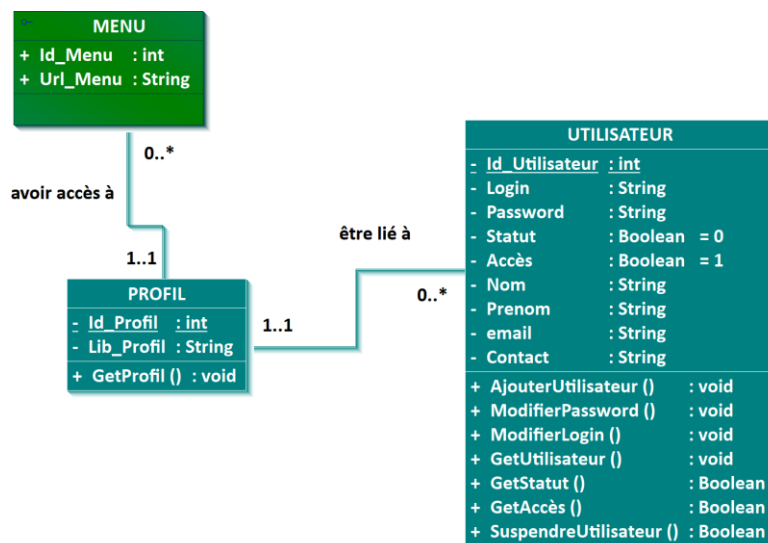 MENU
+ Id_Menu : int
+ Url_Menu : String
0..*
avoir accès à
1..1
PROFIL
- Id_Profil : int
- Lib_Profil : String
+ GetProfil () : void
1..1
être lié à
0..*
UTILISATEUR
- Id_Utilisateur : int
- Login : String
- Password : String
- Statut : Boolean = 0
- Accès : Boolean = 1
- Nom : String
- Prenom : String
- email : String
- Contact : String
+ AjouterUtilisateur () : void
+ ModifierPassword () : void
+ ModifierLogin () : void
+ GetUtilisateur () : void
+ GetStatut () : Boolean
+ GetAccès () : Boolean
+ SuspendreUtilisateur () : Boolean